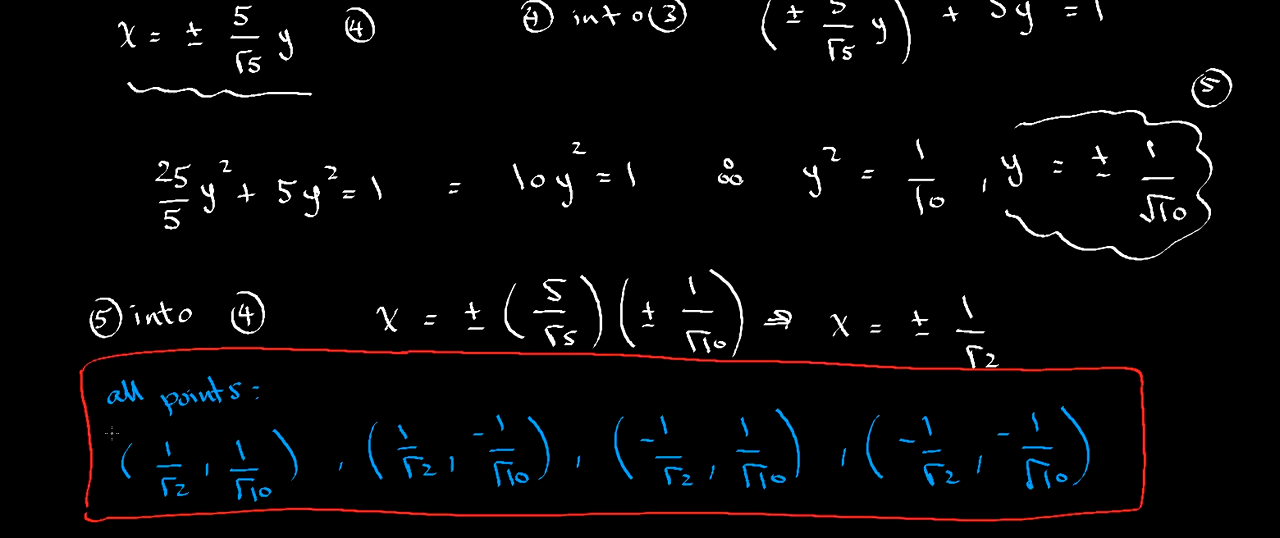 x = ± 5/√5 y ④ ④ into ③ (± 5/√5 y) + 5y = 1
⑤
25/5 y² + 5y² = 1 = 10y² = 1 ∴ y² = 1/10 , y = ± 1/√10
⑤ into ④ x = ± (5/√5)(± 1/√10) ⇒ x = ± 1/√2
all points:
(1/√2, 1/√10) , (1/√2, -1/√10) , (-1/√2, 1/√10) , (-1/√2, -1/√10)